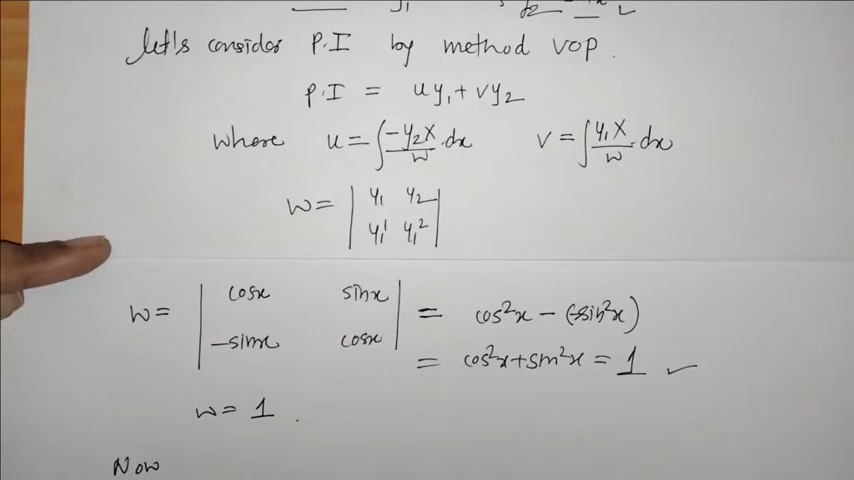 Let's consider P.I by method VOP.
P.I = uy₁ + vy₂
Where u = ∫ -y₂X/W dx v = ∫ y₁X/W dx
W = | y₁ y₂ |
| y₁' y₁² |
W = | cosx sinx | = cos²x - (-sin²x)
| -sinx cosx |
= cos²x + sin²x = 1 ✓
W = 1 .
Now